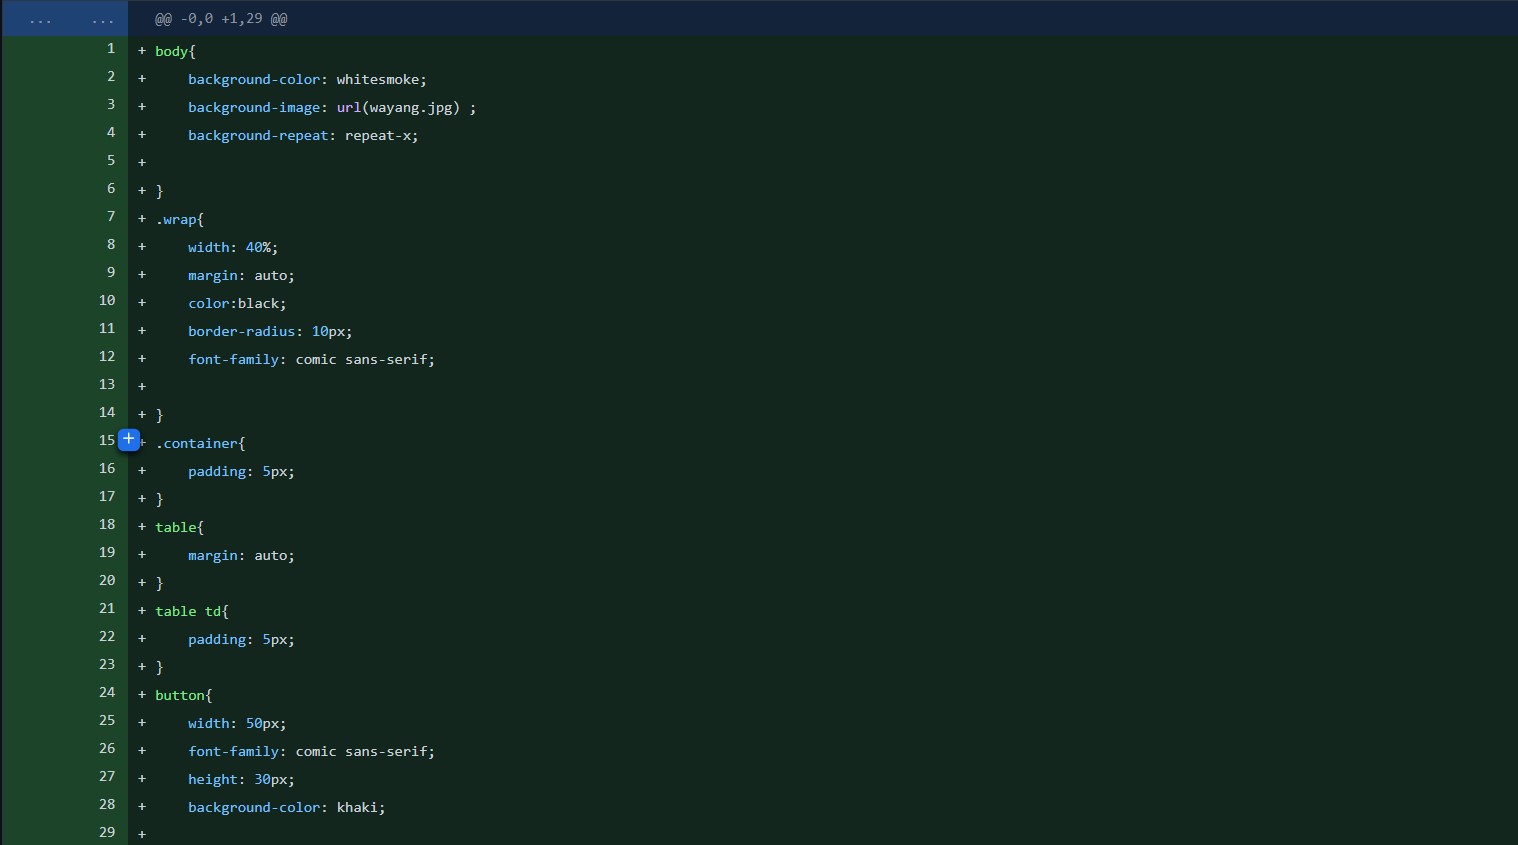 ... ... @@ -0,0 +1,29 @@
1 + body{
2 +     background-color: whitesmoke;
3 +     background-image: url(wayang.jpg) ;
4 +     background-repeat: repeat-x;
5 +
6 + }
7 + .wrap{
8 +     width: 40%;
9 +     margin: auto;
10 +     color:black;
11 +     border-radius: 10px;
12 +     font-family: comic sans-serif;
13 +
14 + }
15 + .container{
16 +     padding: 5px;
17 + }
18 + table{
19 +     margin: auto;
20 + }
21 + table td{
22 +     padding: 5px;
23 + }
24 + button{
25 +     width: 50px;
26 +     font-family: comic sans-serif;
27 +     height: 30px;
28 +     background-color: khaki;
29 +